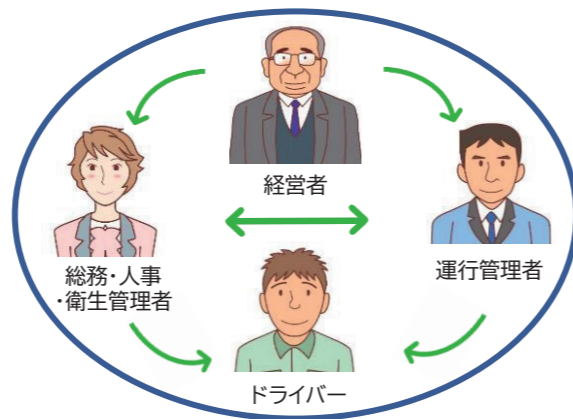 経営者
総務・人事
・衛生管理者
運行管理者
ドライバー